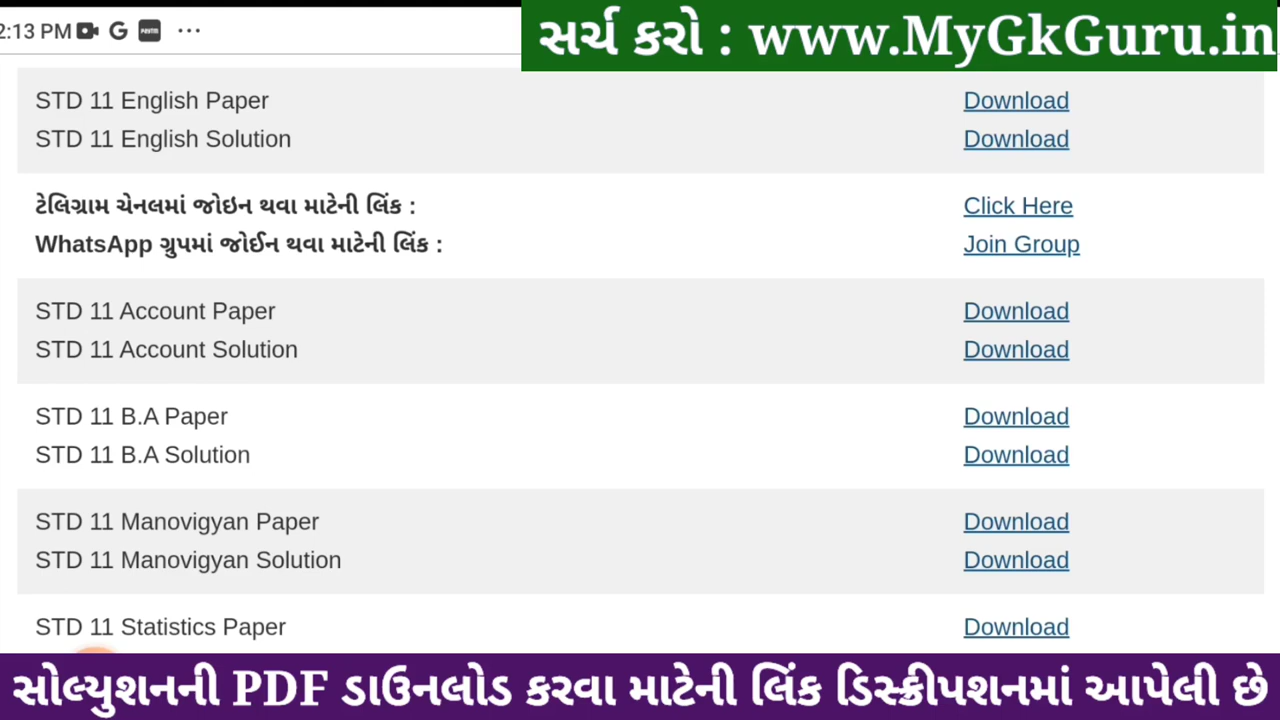 2:13 PM G ...
સર્ચ કરો : www.MyGkGuru.in
STD 11 English Paper Download
STD 11 English Solution Download
ટેલિગ્રામ ચેનલમાં જોઇન થવા માટેની લિંક : Click Here
WhatsApp ગ્રુપમાં જોઈન થવા માટેની લિંક : Join Group
STD 11 Account Paper Download
STD 11 Account Solution Download
STD 11 B.A Paper Download
STD 11 B.A Solution Download
STD 11 Manovigyan Paper Download
STD 11 Manovigyan Solution Download
STD 11 Statistics Paper Download
સોલ્યુશનની PDF ડાઉનલોડ કરવા માટેની લિંક ડિસ્ક્રીપશનમાં આપેલી છે